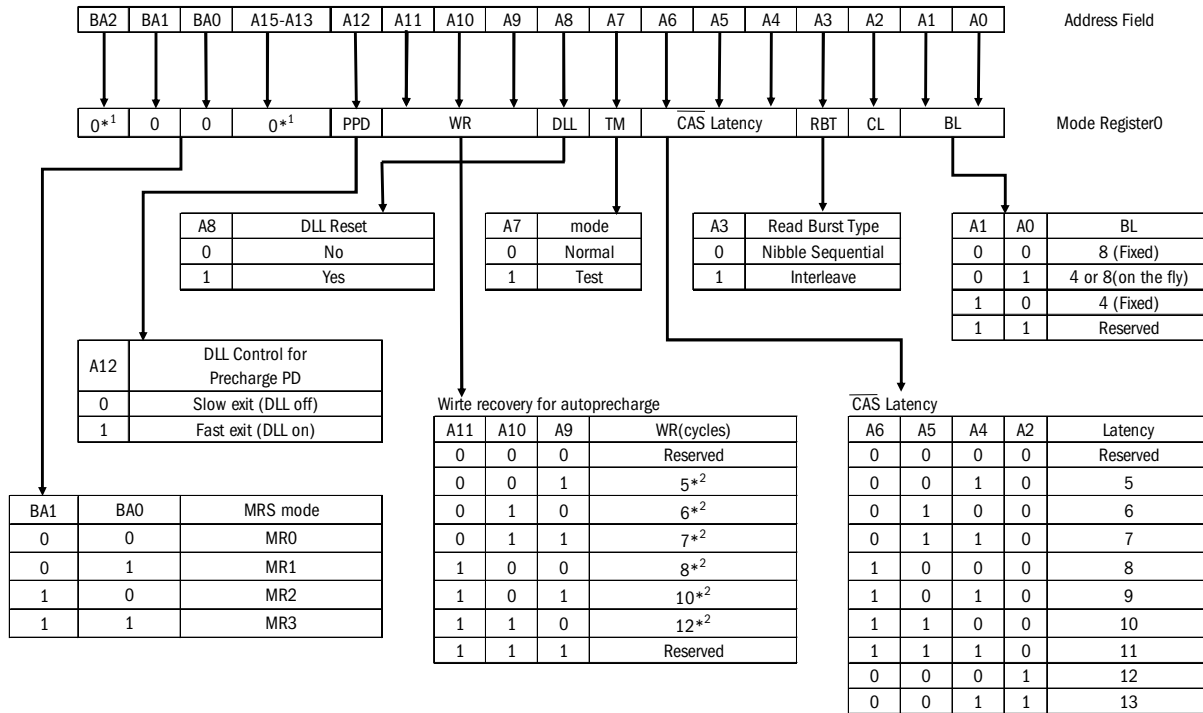 BA2 BA1 BA0 A15-A13 A12 A11 A10 A9 A8 A7 A6 A5 A4 A3 A2 A1 A0 Address Field
0*1 0 0 0*1 PPD WR DLL TM CAS Latency RBT CL BL Mode Register0
A8 DLL Reset
0 No
1 Yes
A7 mode
0 Normal
1 Test
A3 Read Burst Type
0 Nibble Sequential
1 Interleave
A1 A0 BL
0 0 8 (Fixed)
0 1 4 or 8(on the fly)
1 0 4 (Fixed)
1 1 Reserved
A12 DLL Control for
Precharge PD
0 Slow exit (DLL off)
1 Fast exit (DLL on)
BA1 BA0 MRS mode
0 0 MR0
0 1 MR1
1 0 MR2
1 1 MR3
Wirte recovery for autoprecharge
A11 A10 A9 WR(cycles)
0 0 0 Reserved
0 0 1 5*2
0 1 0 6*2
0 1 1 7*2
1 0 0 8*2
1 0 1 10*2
1 1 0 12*2
1 1 1 Reserved
CAS Latency
A6 A5 A4 A2 Latency
0 0 0 0 Reserved
0 0 1 0 5
0 1 0 0 6
0 1 1 0 7
1 0 0 0 8
1 0 1 0 9
1 1 0 0 10
1 1 1 0 11
0 0 0 1 12
0 0 1 1 13